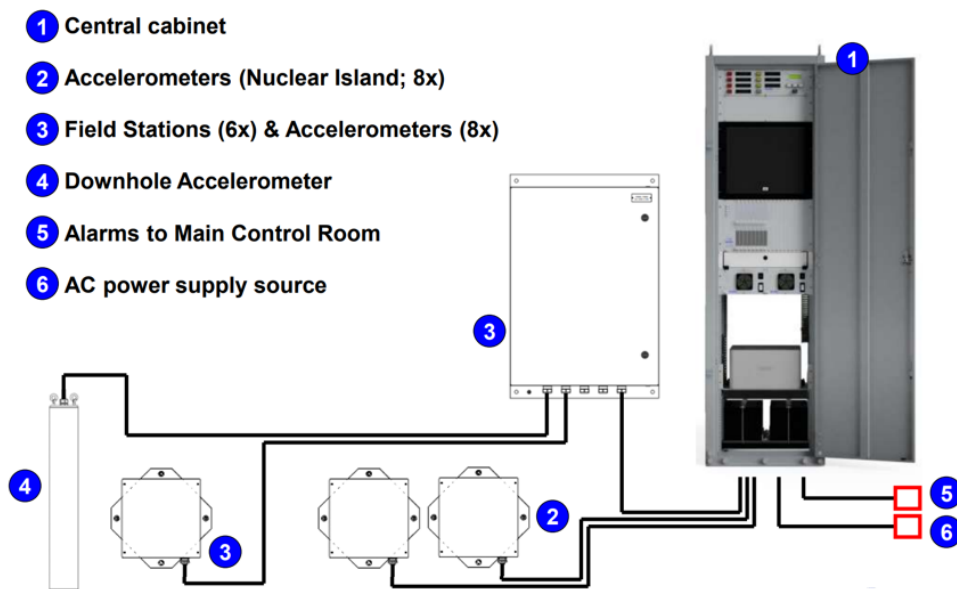 1 Central cabinet
2 Accelerometers (Nuclear Island; 8x)
3 Field Stations (6x) & Accelerometers (8x)
4 Downhole Accelerometer
5 Alarms to Main Control Room
6 AC power supply source
1
3
4
3
2
5
6